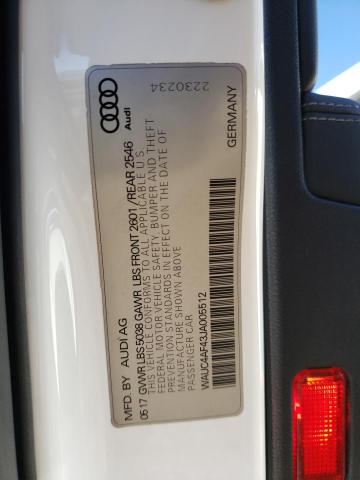 MFD. BY AUDI AG
05 17 GVWR LBS 5038 GAWR LBS FRONT 2601 / REAR 2546
THIS VEHICLE CONFORMS TO ALL APPLICABLE U S
FEDERAL MOTOR VEHICLE SAFETY, BUMPER AND THEFT
PREVENTION STANDARDS IN EFFECT ON THE DATE OF
MANUFACTURE SHOWN ABOVE
PASSENGER CAR
WAUC4AF43JA005512
GERMANY
Audi
2230234